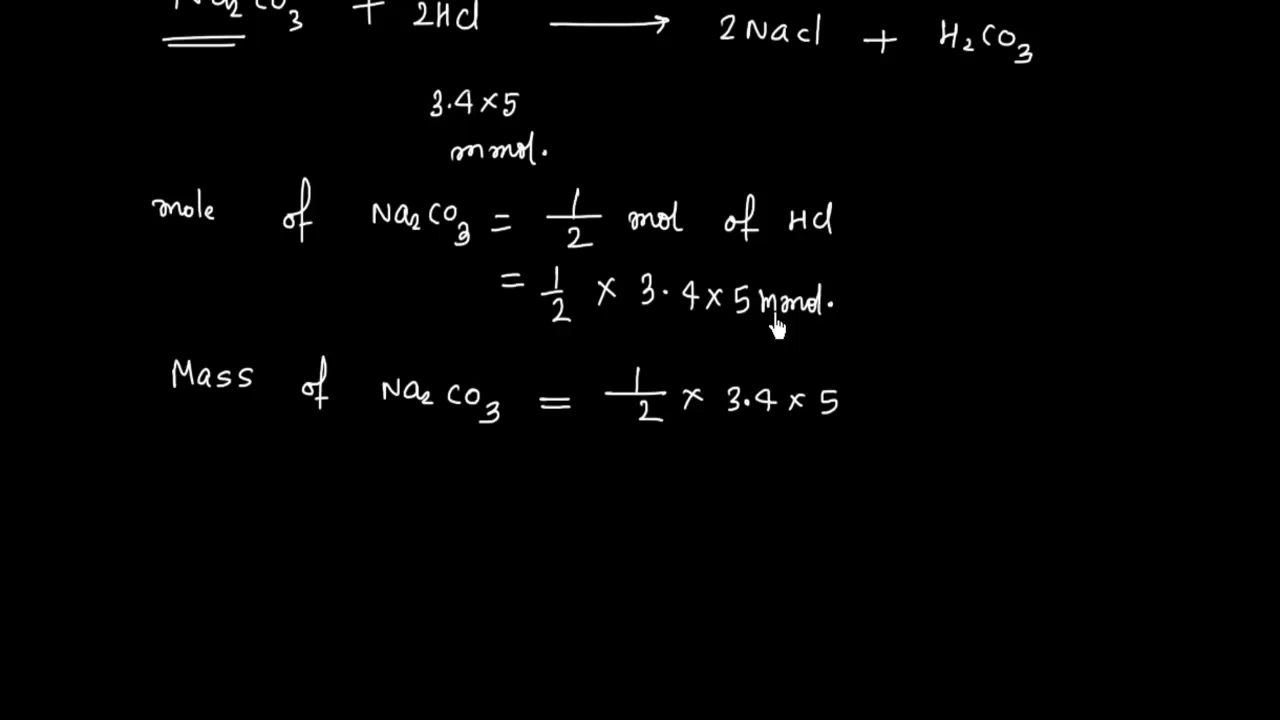 Na₂CO₃ + 2HCl ⟶ 2NaCl + H₂CO₃
3.4×5
mmol.
mole of Na₂CO₃ = 1/2 mol of HCl
= 1/2 × 3.4×5 mmol.
Mass of Na₂CO₃ = 1/2 × 3.4 × 5